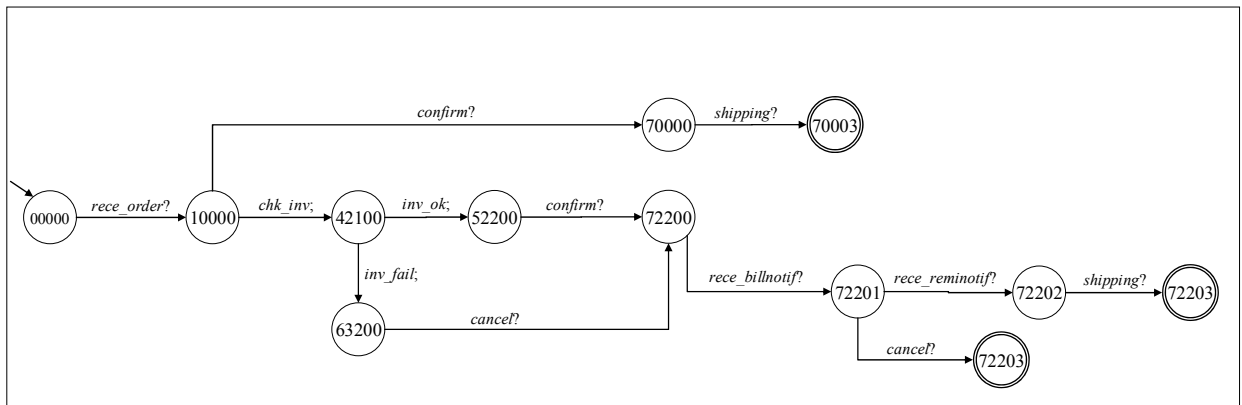 confirm?
70000
shipping?
70003
00000
rece_order?
10000
chk_inv;
42100
inv_ok;
52200
confirm?
72200
inv_fail;
63200
cancel?
rece_billnotif?
72201
rece_reminotif?
72202
shipping?
72203
cancel?
72203